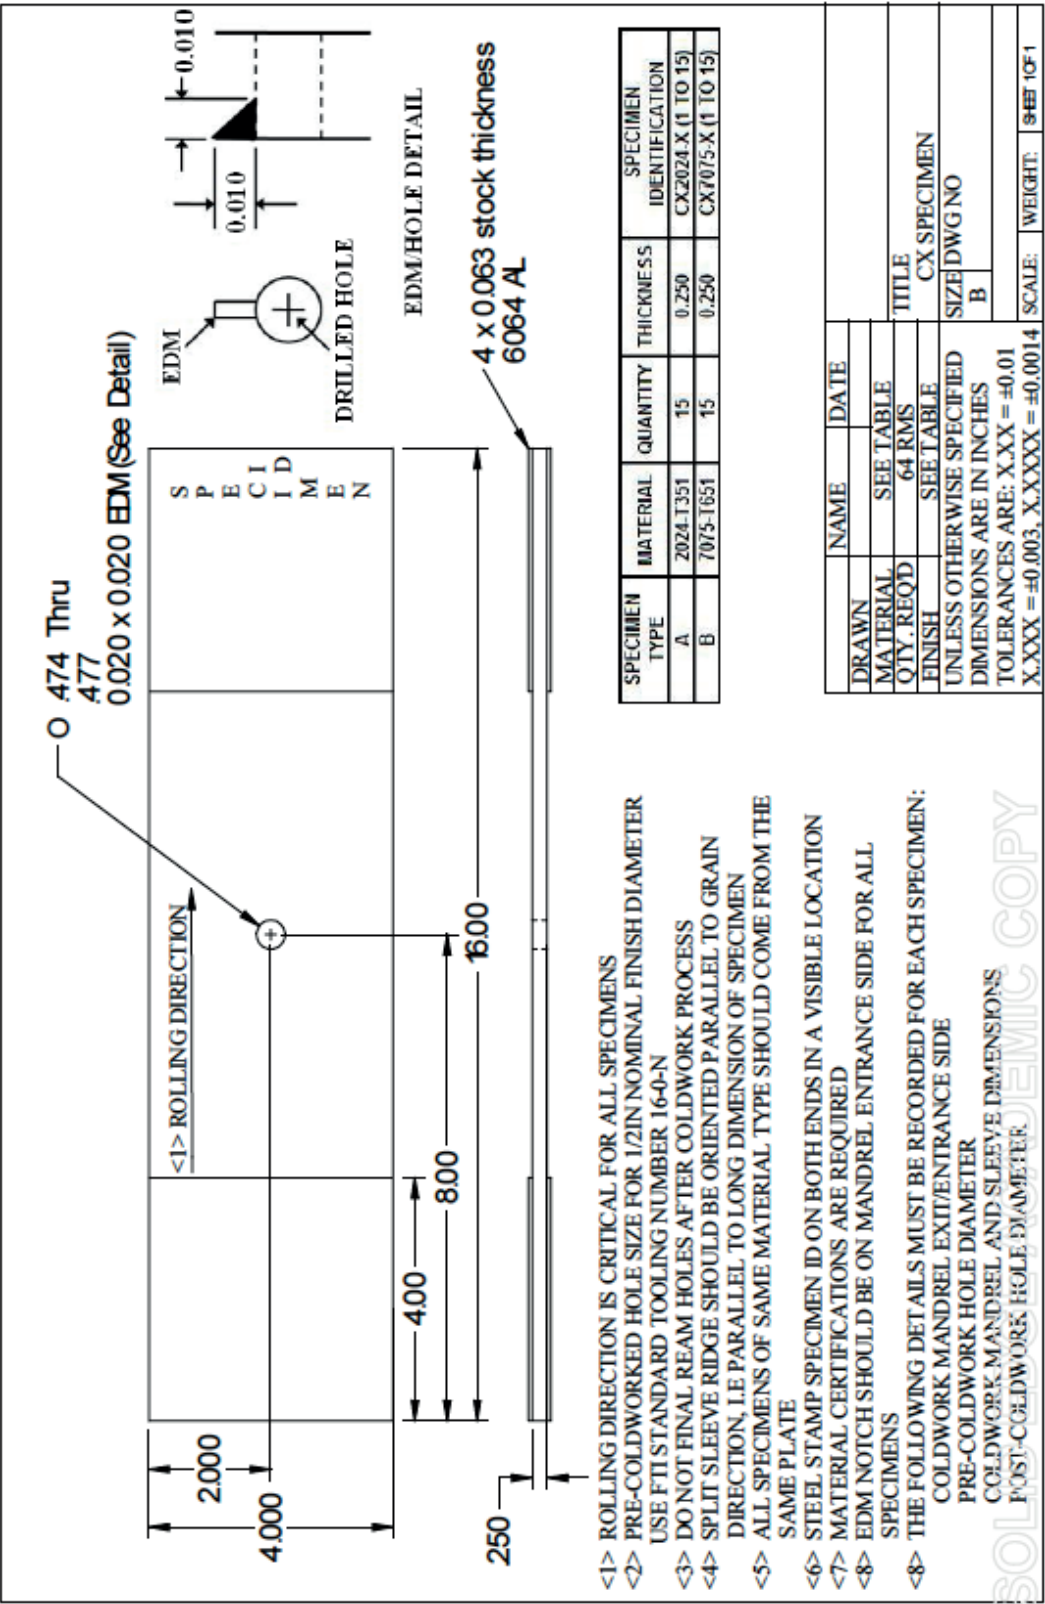 O .474 Thru
.477
0.020 x 0.020 EDM (See Detail)
<1> ROLLING DIRECTION
S
P
E
C I
I D
M
E
N
2.000
4.000
4.00
8.00
16.00
250
4 x 0.063 stock thickness
6064 AL
EDM
DRILLED HOLE
0.010
0.010
EDM/HOLE DETAIL
<1> ROLLING DIRECTION IS CRITICAL FOR ALL SPECIMENS
<2> PRE-COLDWORKED HOLE SIZE FOR 1/2IN NOMINAL FINISH DIAMETER
USE FTI STANDARD TOOLING NUMBER 16-0-N
<3> DO NOT FINAL REAM HOLES AFTER COLDWORK PROCESS
<4> SPLIT SLEEVE RIDGE SHOULD BE ORIENTED PARALLEL TO GRAIN
DIRECTION, I.E PARALLEL TO LONG DIMENSION OF SPECIMEN
<5> ALL SPECIMENS OF SAME MATERIAL TYPE SHOULD COME FROM THE
SAME PLATE
<6> STEEL STAMP SPECIMEN ID ON BOTH ENDS IN A VISIBLE LOCATION
<7> MATERIAL CERTIFICATIONS ARE REQUIRED
<8> EDM NOTCH SHOULD BE ON MANDREL ENTRANCE SIDE FOR ALL
SPECIMENS
<8> THE FOLLOWING DETAILS MUST BE RECORDED FOR EACH SPECIMEN:
COLDWORK MANDREL EXIT/ENTRANCE SIDE
PRE-COLDWORK HOLE DIAMETER
COLDWORK MANDREL AND SLEEVE DIMENSIONS
POST-COLDWORK HOLE DIAMETER
SPECIMEN TYPE MATERIAL QUANTITY THICKNESS SPECIMEN IDENTIFICATION
A 2024-T351 15 0.250 CX2024-X (1 TO 15)
B 7075-T651 15 0.250 CX7075-X (1 TO 15)
NAME DATE
DRAWN
MATERIAL SEE TABLE
QTY. REQ'D 64 RMS
FINISH SEE TABLE
UNLESS OTHERWISE SPECIFIED
DIMENSIONS ARE IN INCHES
TOLERANCES ARE: X.XX = ±0.01
X.XXX = ±0.003, X.XXXX = ±0.0014
TITLE
CX SPECIMEN
SIZE DWG NO
B
SCALE: WEIGHT: SHEET 1 OF 1
SOLID EDGE ACADEMIC COPY